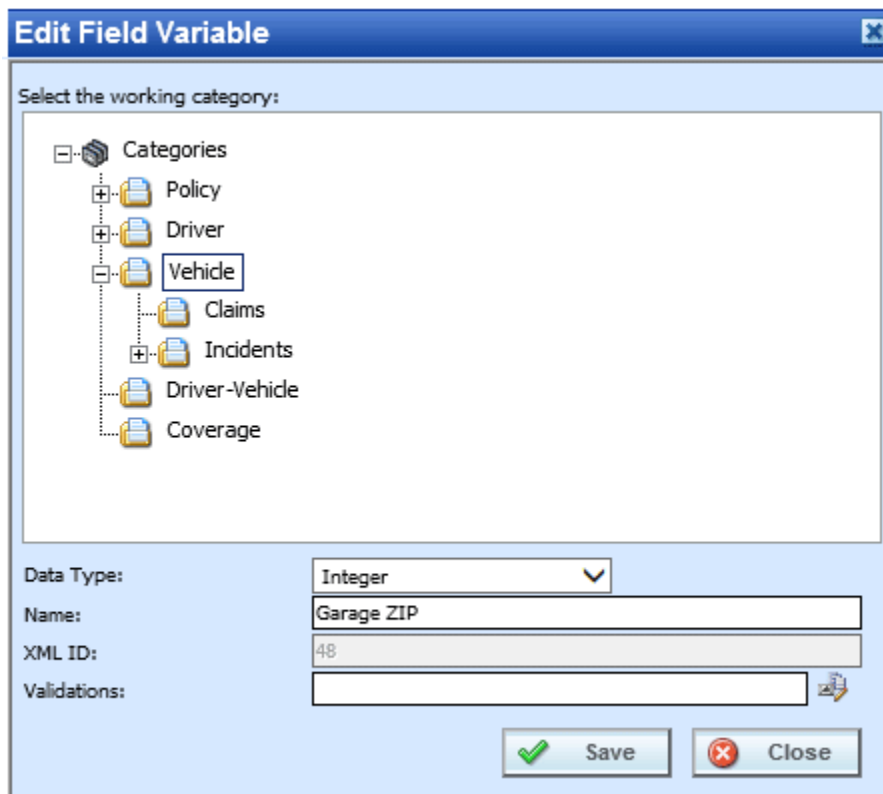 Edit Field Variable
Select the working category:
Categories
Policy
Driver
Vehicle
Claims
Incidents
Driver-Vehicle
Coverage
Data Type: Integer
Name: Garage ZIP
XML ID: 48
Validations:
Save Close